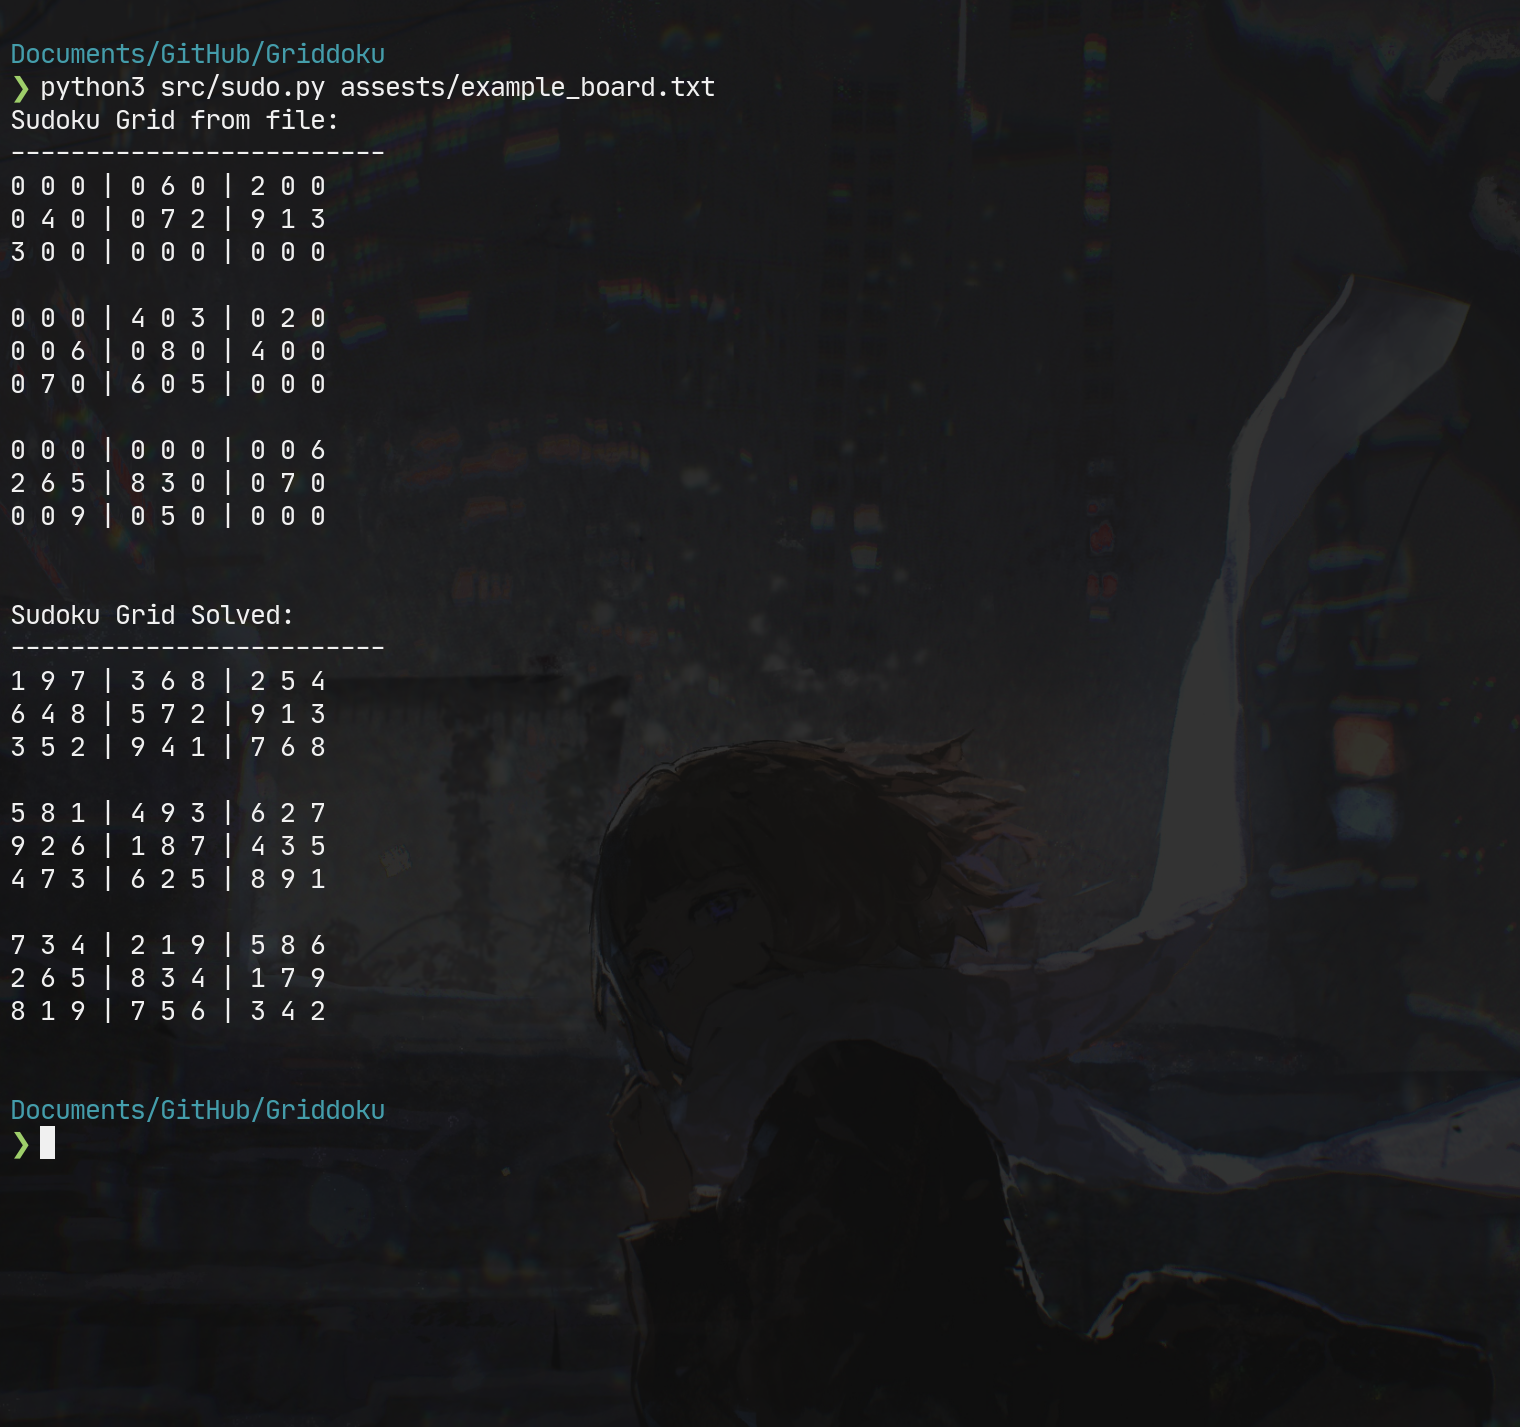 Documents/GitHub/Griddoku
❯ python3 src/sudo.py assests/example_board.txt
Sudoku Grid from file:
-------------------------
0 0 0 | 0 6 0 | 2 0 0
0 4 0 | 0 7 2 | 9 1 3
3 0 0 | 0 0 0 | 0 0 0
0 0 0 | 4 0 3 | 0 2 0
0 0 6 | 0 8 0 | 4 0 0
0 7 0 | 6 0 5 | 0 0 0
0 0 0 | 0 0 0 | 0 0 6
2 6 5 | 8 3 0 | 0 7 0
0 0 9 | 0 5 0 | 0 0 0
Sudoku Grid Solved:
-------------------------
1 9 7 | 3 6 8 | 2 5 4
6 4 8 | 5 7 2 | 9 1 3
3 5 2 | 9 4 1 | 7 6 8
5 8 1 | 4 9 3 | 6 2 7
9 2 6 | 1 8 7 | 4 3 5
4 7 3 | 6 2 5 | 8 9 1
7 3 4 | 2 1 9 | 5 8 6
2 6 5 | 8 3 4 | 1 7 9
8 1 9 | 7 5 6 | 3 4 2
Documents/GitHub/Griddoku
❯